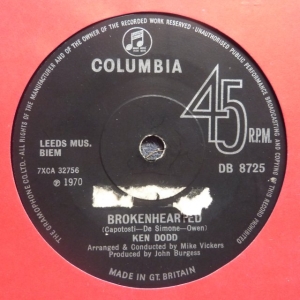 ALL RIGHTS OF THE MANUFACTURER AND OF THE OWNER OF THE RECORDED WORK RESERVED · UNAUTHORISED PUBLIC PERFORMANCE BROADCASTING AND COPYING OF THIS RECORD PROHIBITED
THE GRAMOPHONE CO. LTD.
COLUMBIA
45
R.P.M.
LEEDS MUS.
BIEM
7XCA 32756
℗ 1970
DB 8725
BROKENHEARTED
(Capotosti—De Simone—Owen)
KEN DODD
Arranged & Conducted by Mike Vickers
Produced by John Burgess
MADE IN GT. BRITAIN